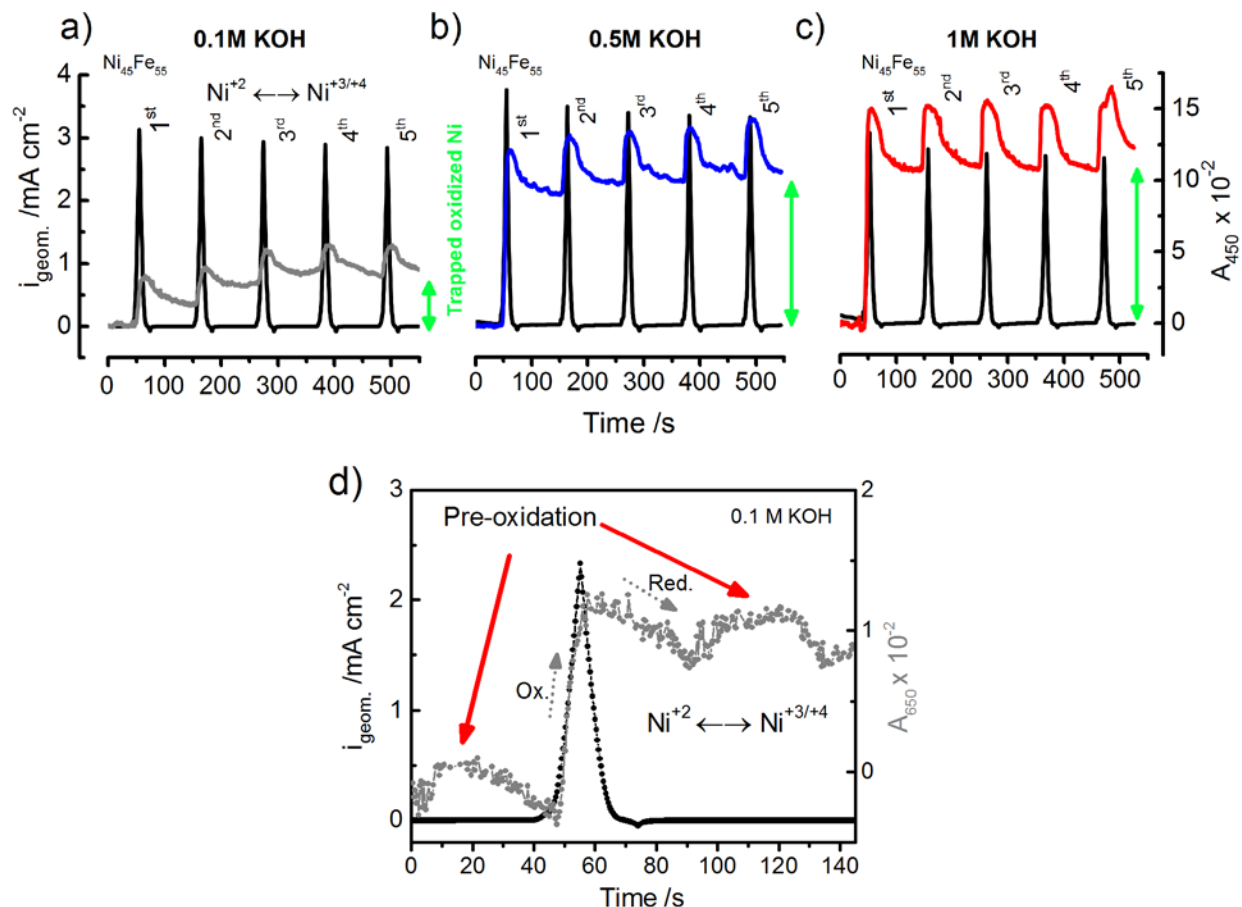 a)
0.1M KOH
b)
0.5M KOH
c)
1M KOH
Ni₄₅Fe₅₅
Ni⁺² ←→ Ni⁺³/⁺⁴
1ˢᵗ
2ⁿᵈ
3ʳᵈ
4ᵗʰ
5ᵗʰ
Ni₄₅Fe₅₅
1ˢᵗ
2ⁿᵈ
3ʳᵈ
4ᵗʰ
5ᵗʰ
Ni₄₅Fe₅₅
1ˢᵗ
2ⁿᵈ
3ʳᵈ
4ᵗʰ
5ᵗʰ
i geom. /mA cm⁻²
4
3
2
1
0
Trapped oxidized Ni
15
10
5
0
A₄₅₀ x 10⁻²
0 100 200 300 400 500
0 100 200 300 400 500
0 100 200 300 400 500
Time /s
d)
Pre-oxidation
0.1 M KOH
Red.
Ox.
Ni⁺² ←→ Ni⁺³/⁺⁴
i geom. /mA cm⁻²
3
2
1
0
2
1
0
A₆₅₀ x 10⁻²
0 20 40 60 80 100 120 140
Time /s